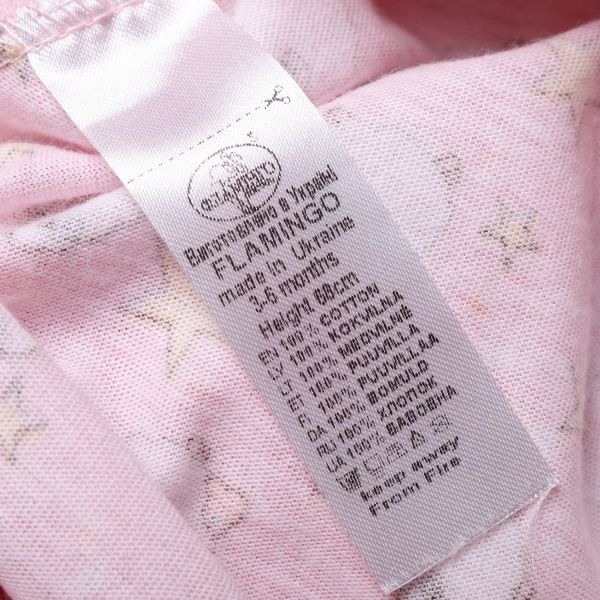 ФЛАМІНГО
Виготовлено в Україні
FLAMINGO
made in Ukraine
3-6 months
Height 68cm
EN 100% COTTON
LV 100% KOKVILNA
LT 100% MEDVILNĖ
ET 100% PUUVILLA
FI 100% PUUVILLAA
DA 100% BOMULD
RU 100% ХЛОПОК
UA 100% БАВОВНА
keep away
From Fire